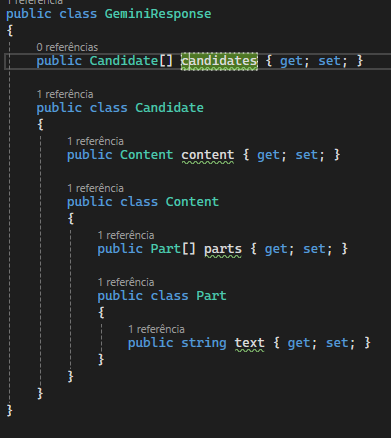 1 referência
public class GeminiResponse
{
0 referências
public Candidate[] candidates { get; set; }
1 referência
public class Candidate
{
1 referência
public Content content { get; set; }
1 referência
public class Content
{
1 referência
public Part[] parts { get; set; }
1 referência
public class Part
{
1 referência
public string text { get; set; }
}
}
}
}